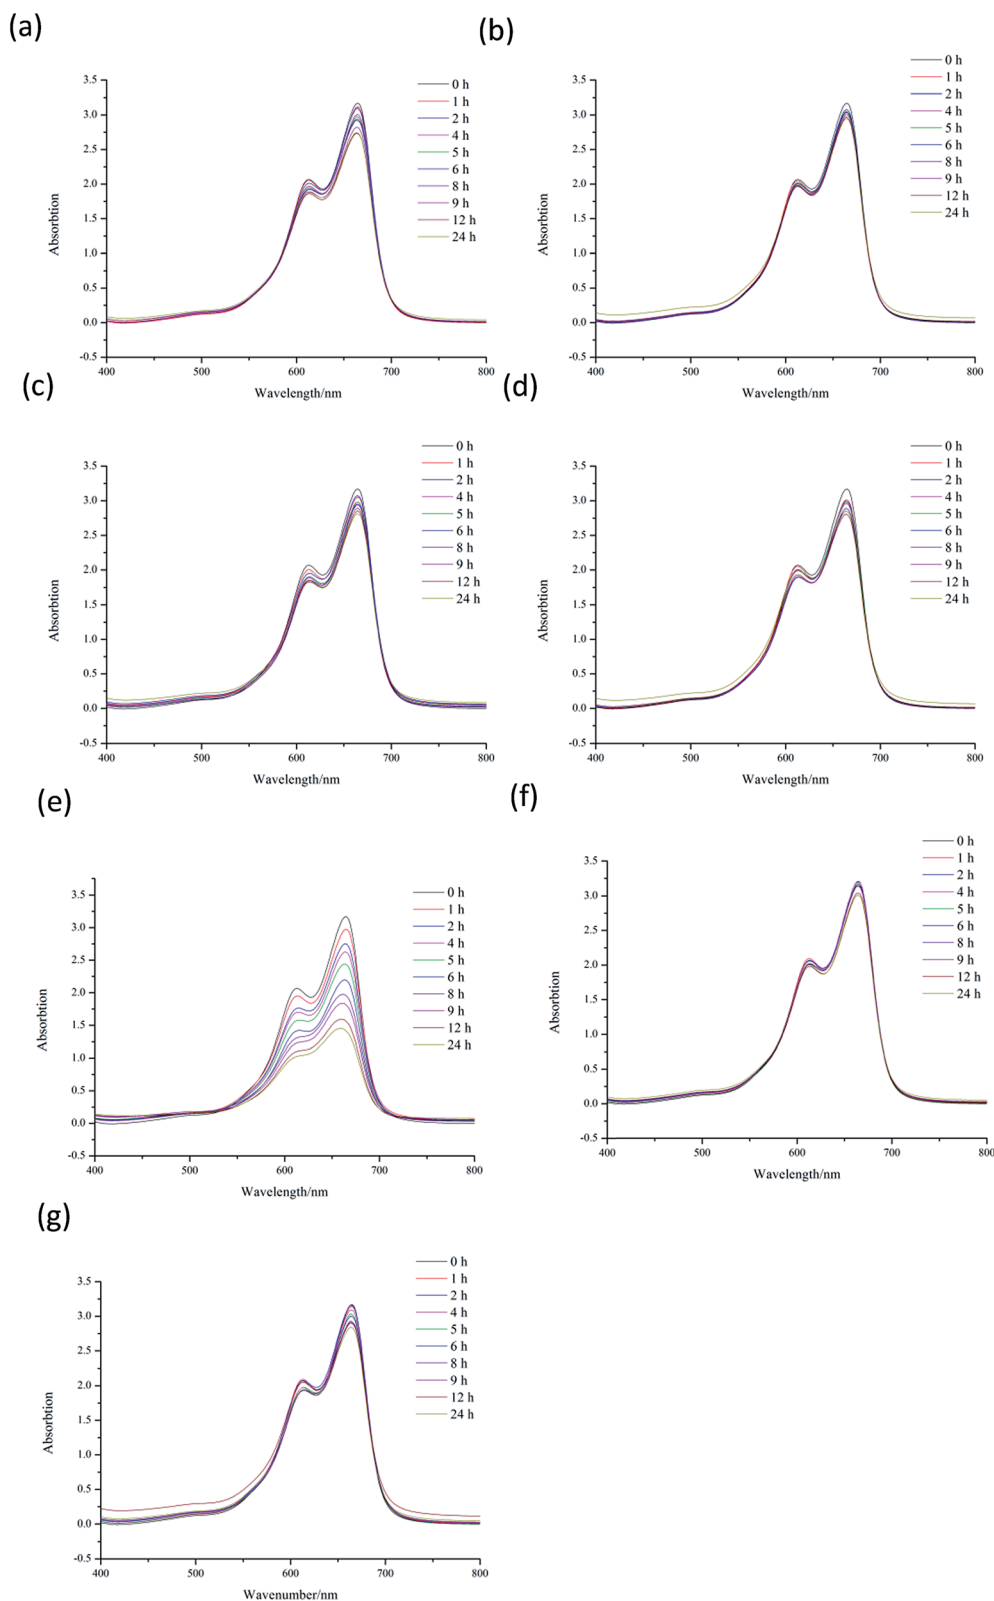 (a)
Absorbtion
3.5
3.0
2.5
2.0
1.5
1.0
0.5
0.0
-0.5
400
500
600
700
800
Wavelength/nm
0 h
1 h
2 h
4 h
5 h
6 h
8 h
9 h
12 h
24 h
(b)
Absorbtion
3.5
3.0
2.5
2.0
1.5
1.0
0.5
0.0
-0.5
400
500
600
700
800
Wavelength/nm
0 h
1 h
2 h
4 h
5 h
6 h
8 h
9 h
12 h
24 h
(c)
Absorbtion
3.5
3.0
2.5
2.0
1.5
1.0
0.5
0.0
-0.5
400
500
600
700
800
Wavelength/nm
0 h
1 h
2 h
4 h
5 h
6 h
8 h
9 h
12 h
24 h
(d)
Absorbtion
3.5
3.0
2.5
2.0
1.5
1.0
0.5
0.0
-0.5
400
500
600
700
800
Wavelength/nm
0 h
1 h
2 h
4 h
5 h
6 h
8 h
9 h
12 h
24 h
(e)
Absorbtion
3.5
3.0
2.5
2.0
1.5
1.0
0.5
0.0
-0.5
400
500
600
700
800
Wavelength/nm
0 h
1 h
2 h
4 h
5 h
6 h
8 h
9 h
12 h
24 h
(f)
Absorbtion
3.5
3.0
2.5
2.0
1.5
1.0
0.5
0.0
-0.5
400
500
600
700
800
Wavelength/nm
0 h
1 h
2 h
4 h
5 h
6 h
8 h
9 h
12 h
24 h
(g)
Absorbtion
3.5
3.0
2.5
2.0
1.5
1.0
0.5
0.0
-0.5
400
500
600
700
800
Wavenumber/nm
0 h
1 h
2 h
4 h
5 h
6 h
8 h
9 h
12 h
24 h